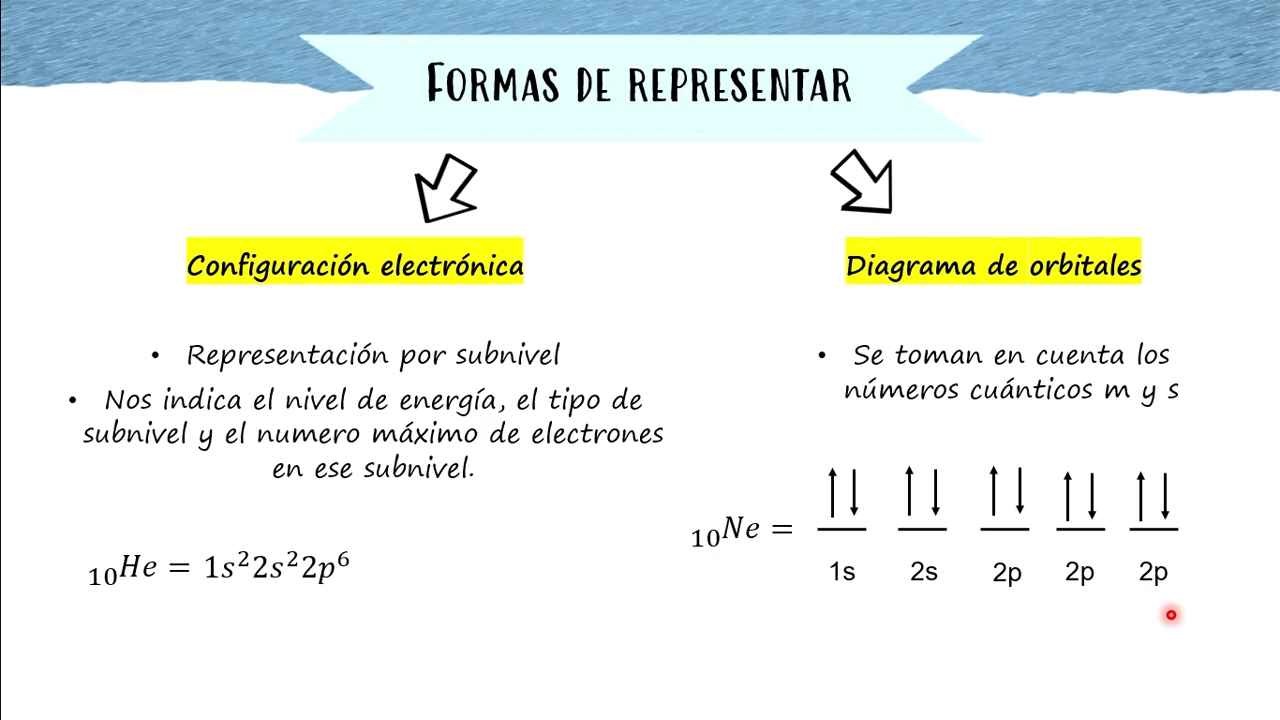 FORMAS DE REPRESENTAR
Configuración electrónica
• Representación por subnivel
• Nos indica el nivel de energía, el tipo de
subnivel y el numero máximo de electrones
en ese subnivel.
₁₀He = 1s²2s²2p⁶
Diagrama de orbitales
• Se toman en cuenta los
números cuánticos m y s
₁₀Ne =
1s 2s 2p 2p 2p